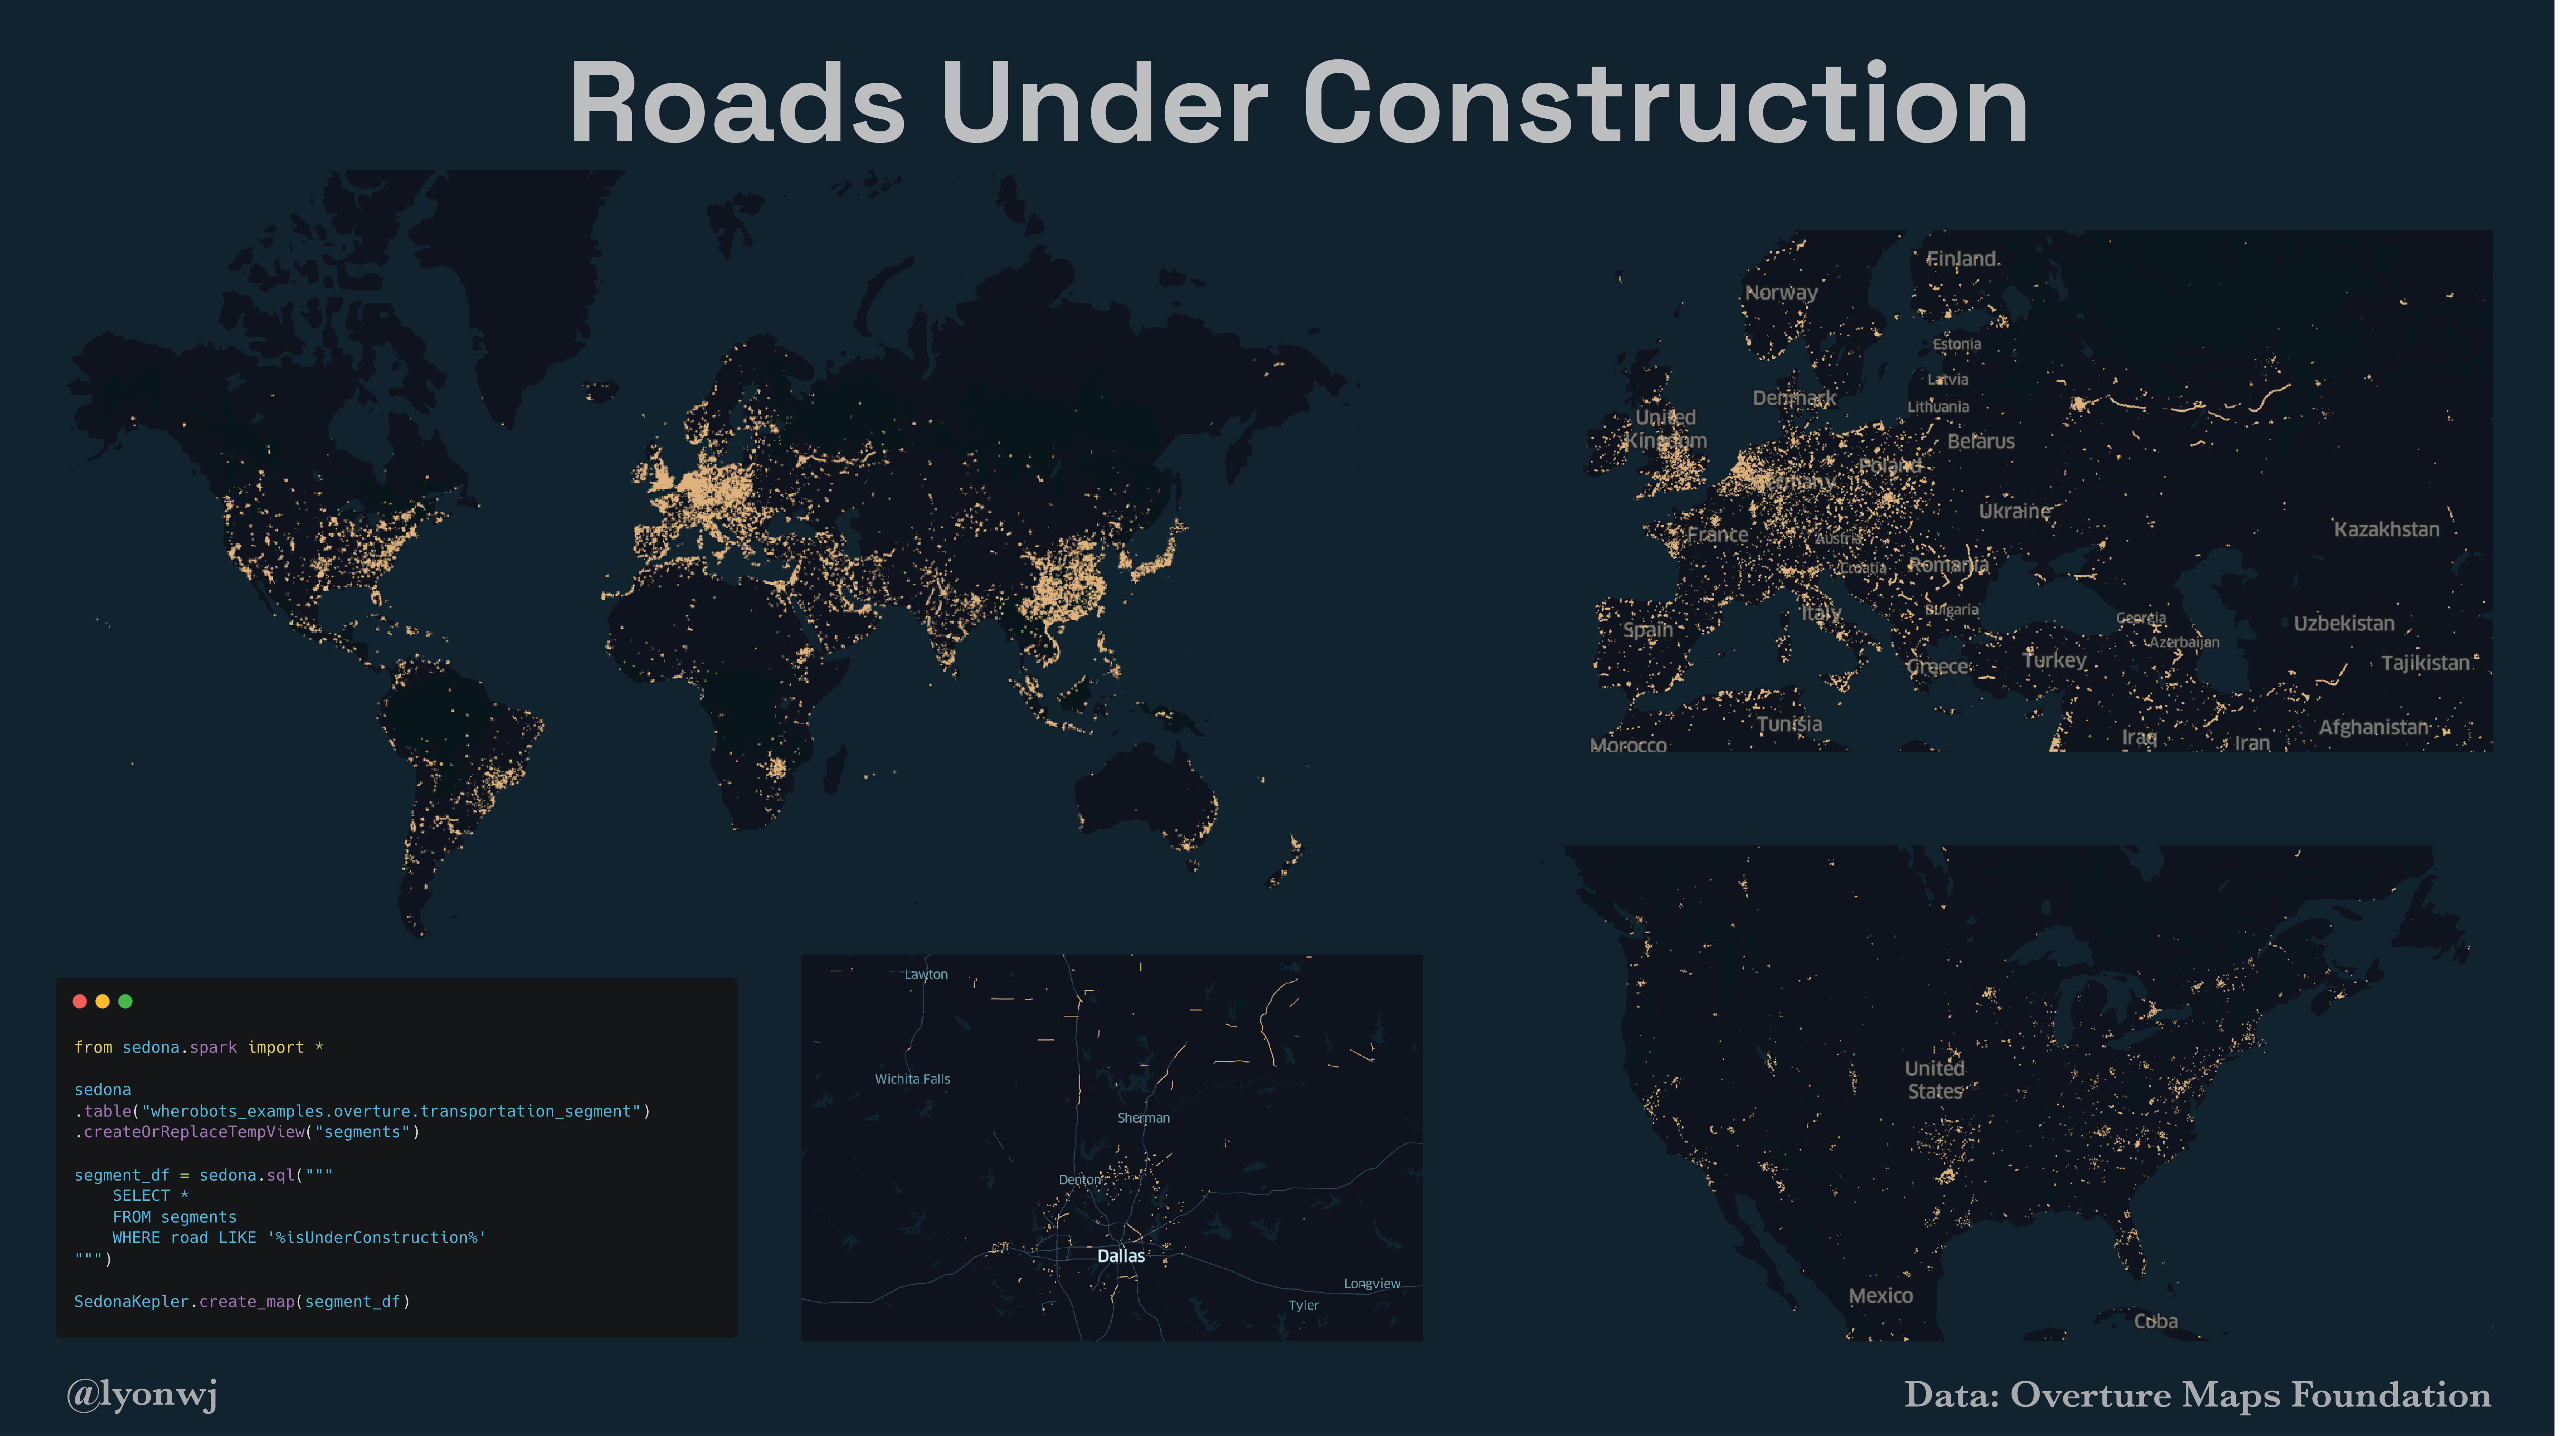 Roads Under Construction
Finland
Norway
Estonia
Latvia
Denmark
Lithuania
United
Kingdom
Belarus
Poland
Germany
Ukraine
France
Kazakhstan
Austria
Croatia
Romania
Italy
Bulgaria
Georgia
Uzbekistan
Spain
Azerbaijan
Greece
Turkey
Tajikistan
Tunisia
Afghanistan
Morocco
Iraq
Iran
from sedona.spark import *
sedona
.table("wherobots_examples.overture.transportation_segment")
.createOrReplaceTempView("segments")
segment_df = sedona.sql("""
    SELECT *
    FROM segments
    WHERE road LIKE '%isUnderConstruction%'
""")
SedonaKepler.create_map(segment_df)
Lawton
Wichita Falls
Sherman
Denton
Dallas
Longview
Tyler
United
States
Mexico
Cuba
@lyonwj
Data: Overture Maps Foundation